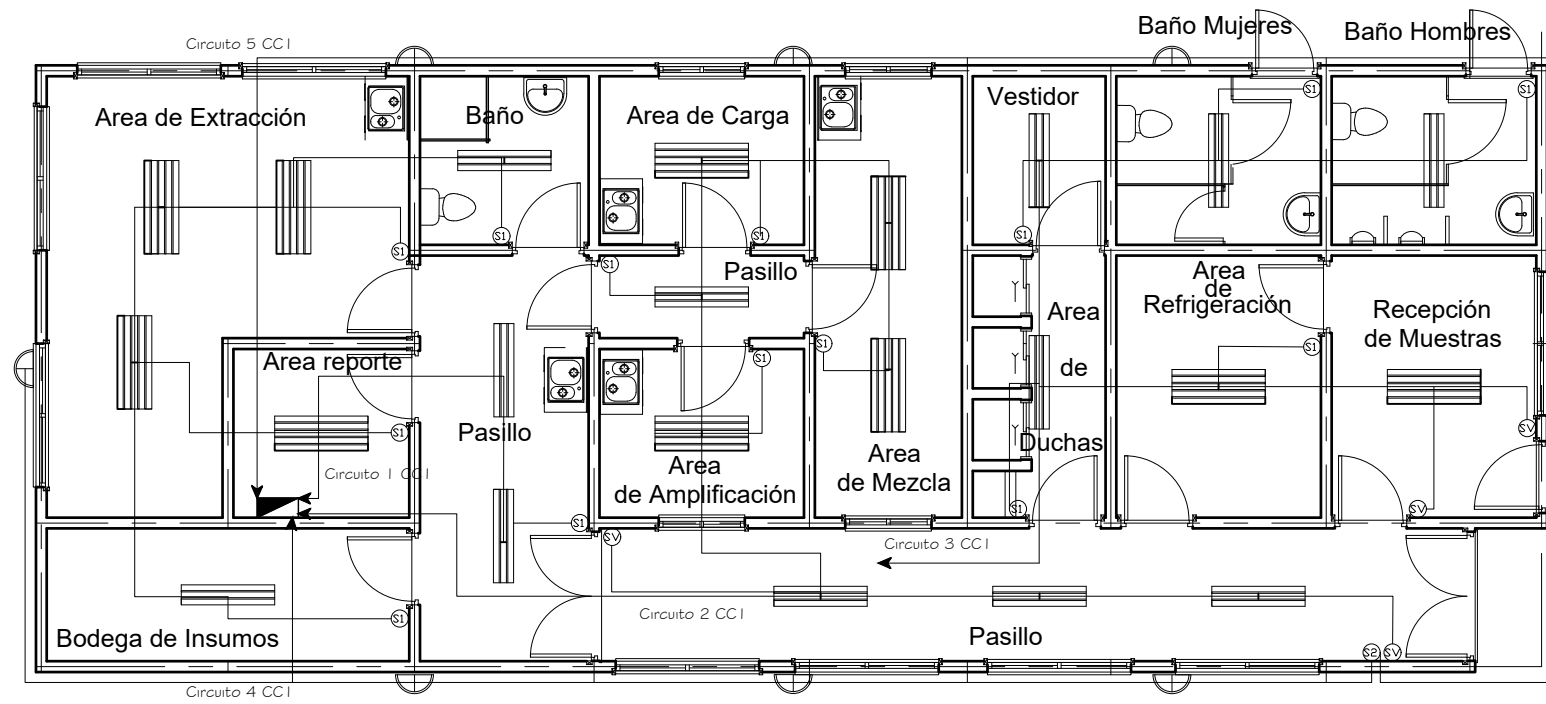 Baño Mujeres
Baño Hombres
Circuito 5 CC1
Area de Extracción
Baño
Area de Carga
Vestidor
S1
S1
S1
S1
S1
S1
S1
Pasillo
Area
de
Refrigeración
Area
de
Duchas
Recepción
de Muestras
Area reporte
S1
S1
S1
S1
Pasillo
S1
SV
Area
de Amplificación
Area
de Mezcla
Circuito 1 CC1
S1
SV
S1
SV
Circuito 3 CC1
Circuito 2 CC1
S1
Bodega de Insumos
Pasillo
S2
SV
Circuito 4 CC1